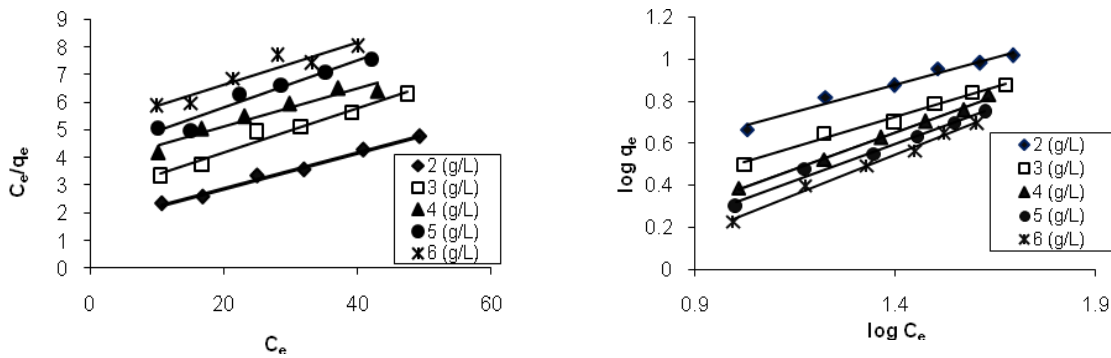 9
8
7
6
5
4
3
2
1
0
Ce/qe
0 20 40 60
Ce
2 (g/L)
3 (g/L)
4 (g/L)
5 (g/L)
6 (g/L)
1.2
1
0.8
0.6
0.4
0.2
0
log qe
0.9 1.4 1.9
log Ce
2 (g/L)
3 (g/L)
4 (g/L)
5 (g/L)
6 (g/L)